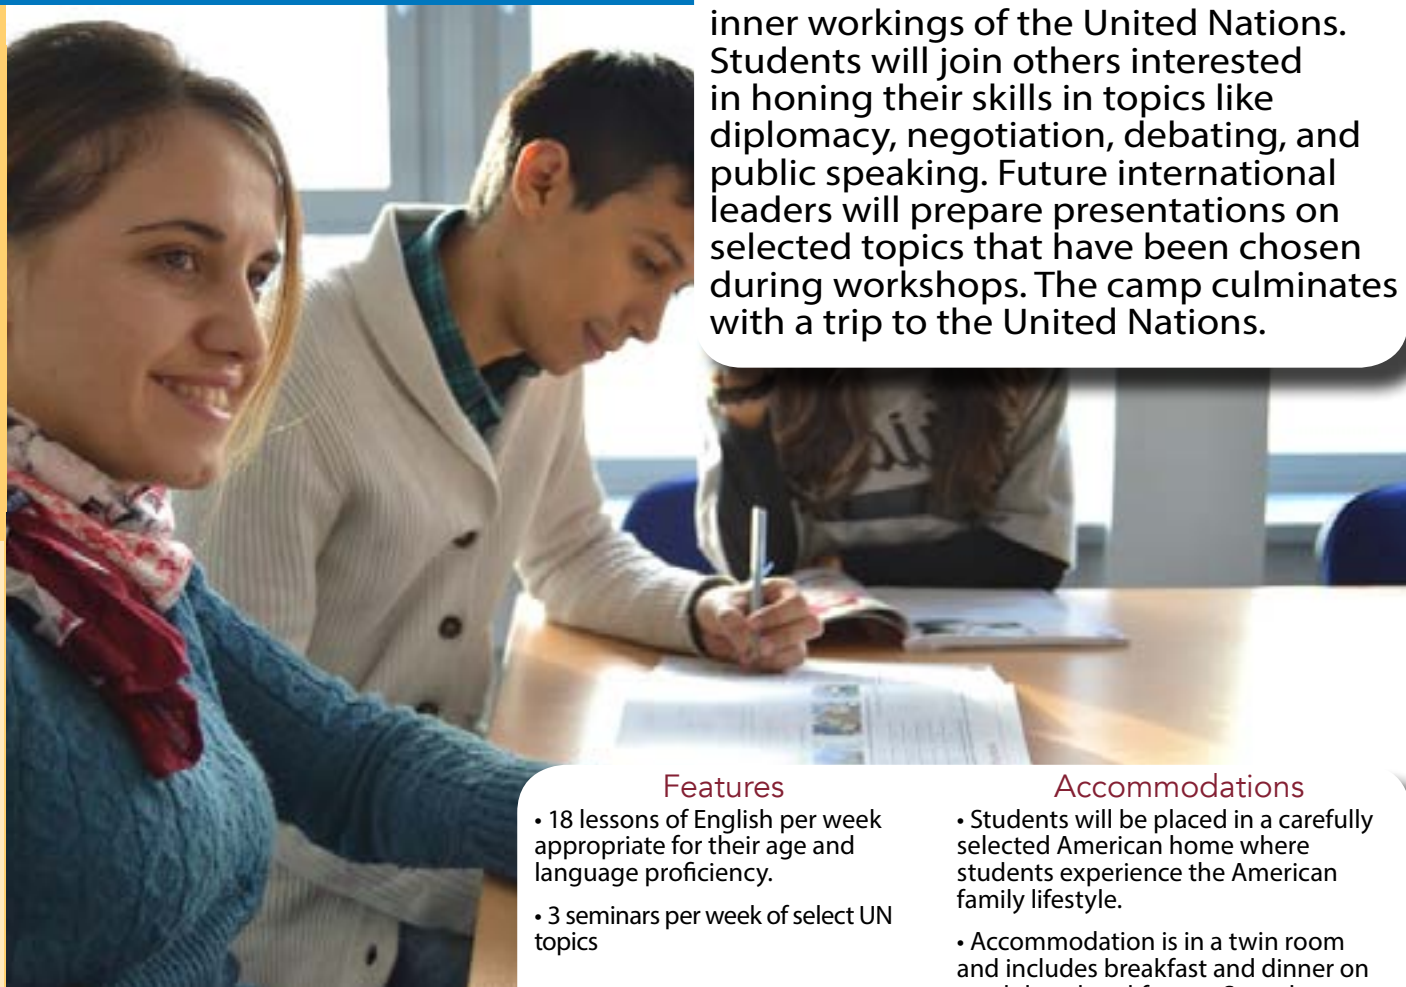 inner workings of the United Nations.
Students will join others interested
in honing their skills in topics like
diplomacy, negotiation, debating, and
public speaking. Future international
leaders will prepare presentations on
selected topics that have been chosen
during workshops. The camp culminates
with a trip to the United Nations.
Features
• 18 lessons of English per week
appropriate for their age and
language proficiency.
• 3 seminars per week of select UN
topics
Accommodations
• Students will be placed in a carefully
selected American home where
students experience the American
family lifestyle.
• Accommodation is in a twin room
and includes breakfast and dinner on